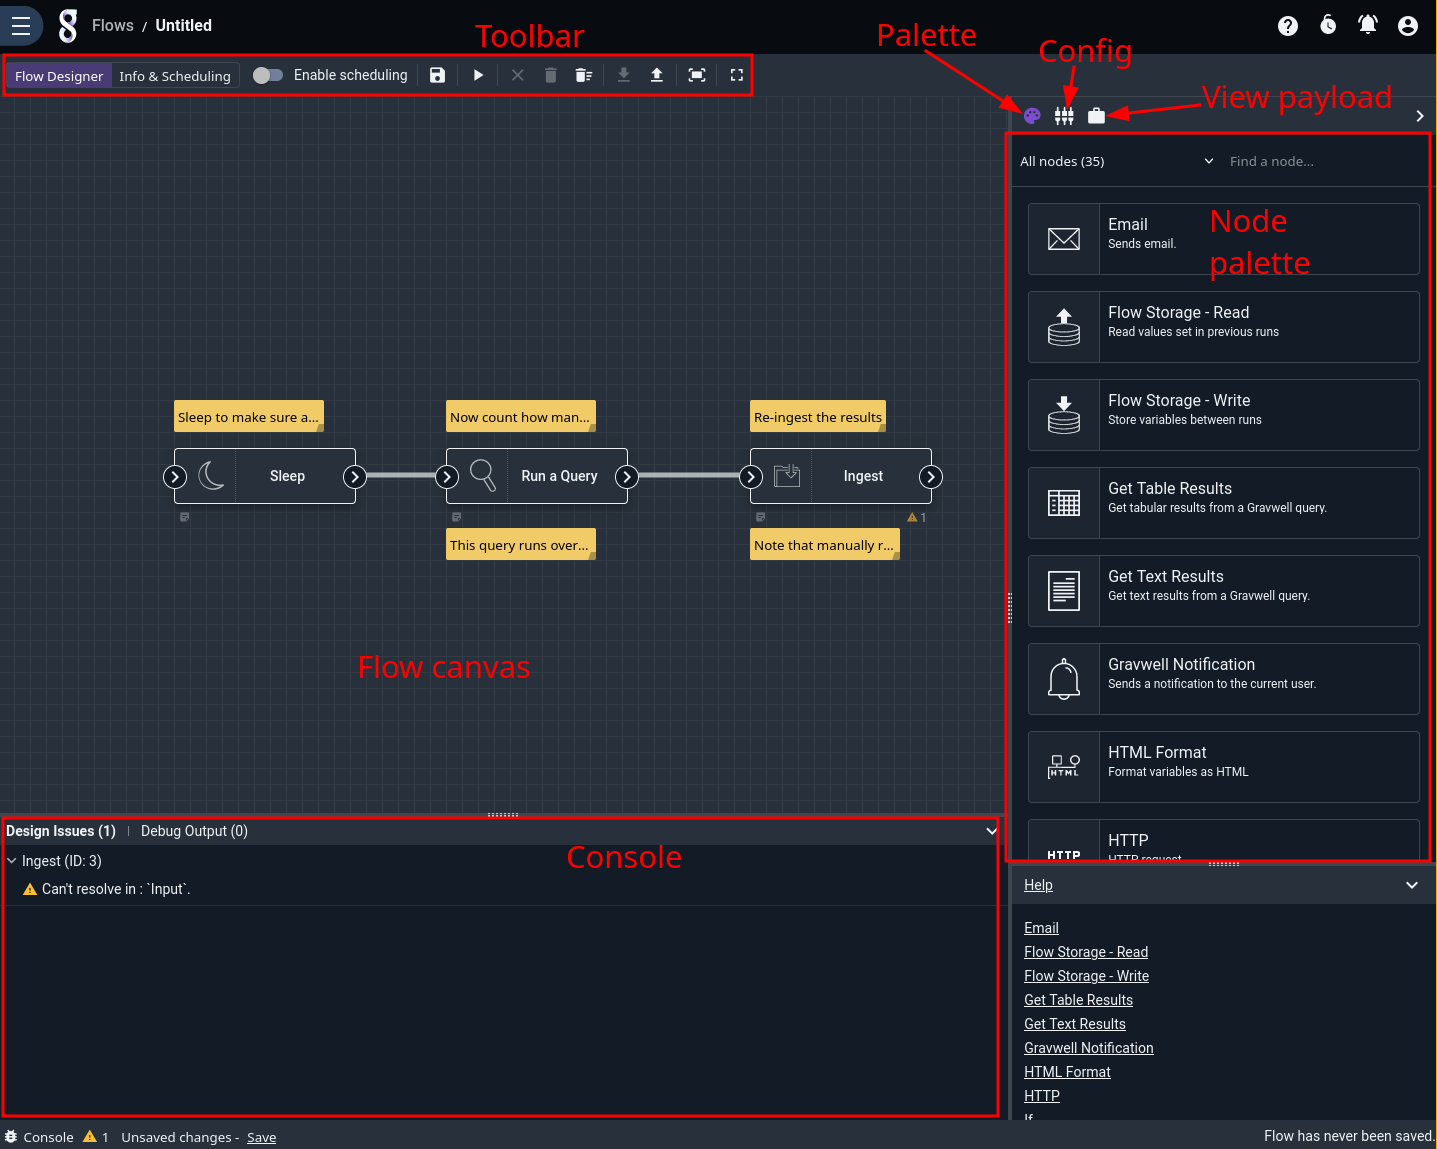 Flows / Untitled
Toolbar
Palette
Config
View payload
Flow Designer
Info & Scheduling
Enable scheduling
All nodes (35)
Find a node...
Email
Sends email.
Node
palette
Flow Storage - Read
Read values set in previous runs
Flow Storage - Write
Store variables between runs
Get Table Results
Get tabular results from a Gravwell query.
Get Text Results
Get text results from a Gravwell query.
Gravwell Notification
Sends a notification to the current user.
HTML
HTML Format
Format variables as HTML
HTTP
HTTP
HTTP request
Sleep to make sure a...
Now count how man...
Re-ingest the results
Sleep
Run a Query
Ingest
1
This query runs over...
Note that manually r...
Flow canvas
Design Issues (1)
Debug Output (0)
Console
Ingest (ID: 3)
Can't resolve in : `Input`.
Help
Email
Flow Storage - Read
Flow Storage - Write
Get Table Results
Get Text Results
Gravwell Notification
HTML Format
HTTP
If
Console
1
Unsaved changes - Save
Flow has never been saved.